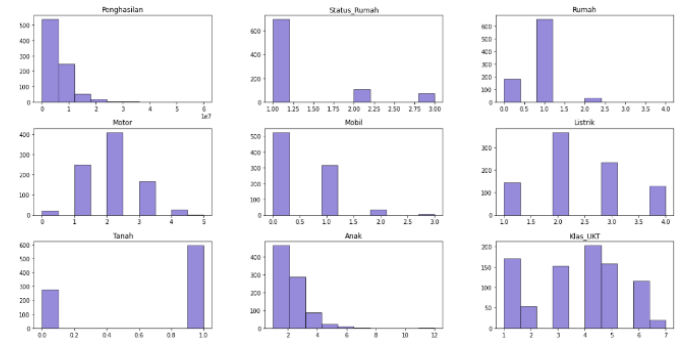 Penghasilan Status_Rumah Rumah
500 400 300 200 100 0
0 1 2 3 4 5 6
1e7
600 400 200 0
1.00 1.25 1.50 1.75 2.00 2.25 2.50 2.75 3.00
600 500 400 300 200 100 0
0.0 0.5 1.0 1.5 2.0 2.5 3.0 3.5 4.0
Motor Mobil Listrik
400 300 200 100 0
0 1 2 3 4 5
500 400 300 200 100 0
0.0 0.5 1.0 1.5 2.0 2.5 3.0
300 200 100 0
1.0 1.5 2.0 2.5 3.0 3.5 4.0
Tanah Anak Klas_UKT
600 500 400 300 200 100 0
0.0 0.2 0.4 0.6 0.8 1.0
400 300 200 100 0
2 4 6 8 10 12
200 150 100 50 0
1 2 3 4 5 6 7